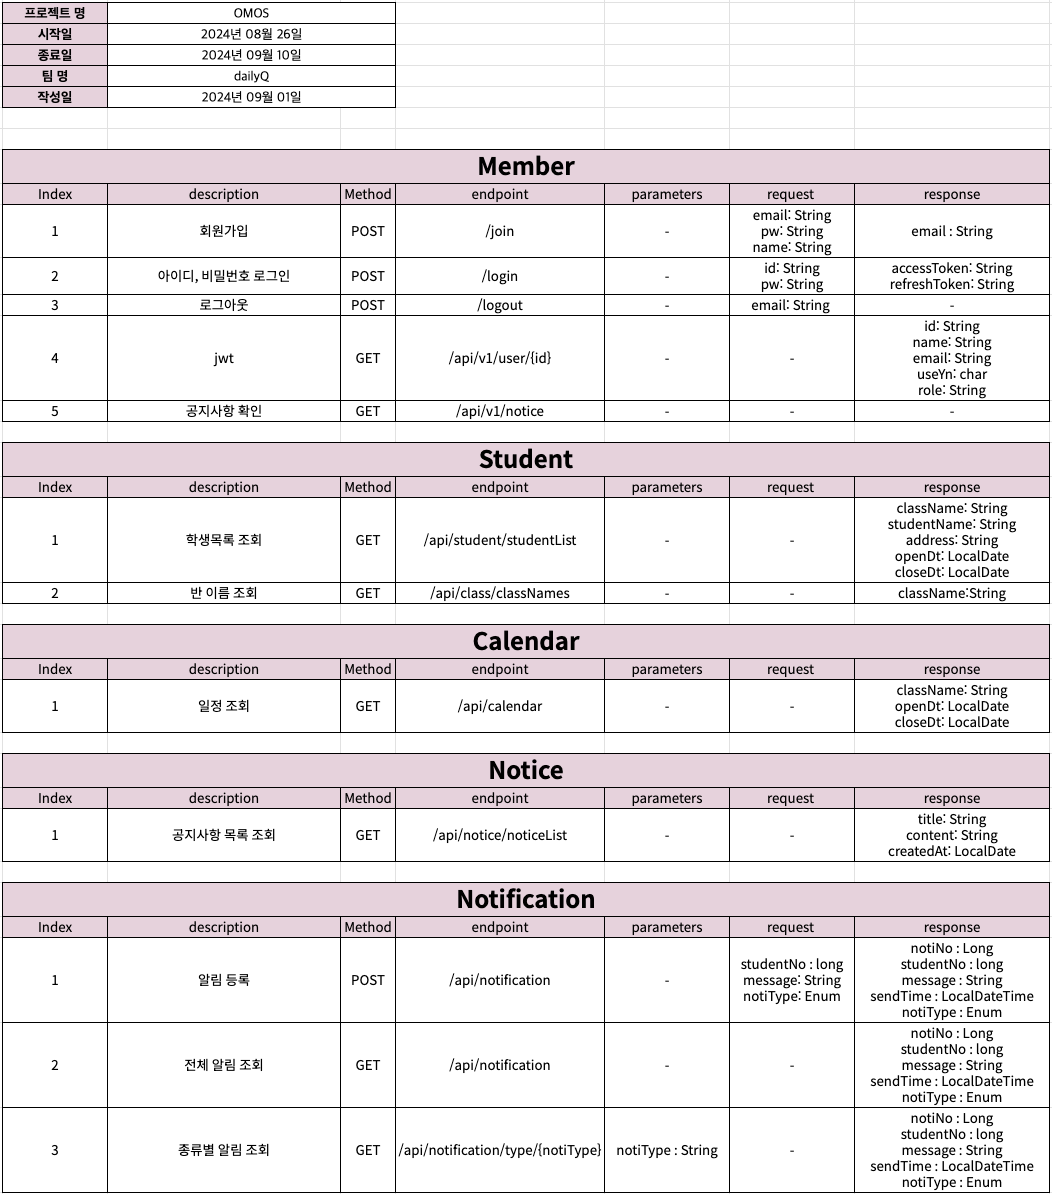 프로젝트 명 OMOS
시작일 2024년 08월 26일
종료일 2024년 09월 10일
팀 명 dailyQ
작성일 2024년 09월 01일
Member
Index description Method endpoint parameters request response
1 회원가입 POST /join - email: String
pw: String
name: String
email : String
2 아이디, 비밀번호 로그인 POST /login - id: String
pw: String
accessToken: String
refreshToken: String
3 로그아웃 POST /logout - email: String -
4 jwt GET /api/v1/user/{id} - - id: String
name: String
email: String
useYn: char
role: String
5 공지사항 확인 GET /api/v1/notice - - -
Student
Index description Method endpoint parameters request response
1 학생목록 조회 GET /api/student/studentList - - className: String
studentName: String
address: String
openDt: LocalDate
closeDt: LocalDate
2 반 이름 조회 GET /api/class/classNames - - className:String
Calendar
Index description Method endpoint parameters request response
1 일정 조회 GET /api/calendar - - className: String
openDt: LocalDate
closeDt: LocalDate
Notice
Index description Method endpoint parameters request response
1 공지사항 목록 조회 GET /api/notice/noticeList - - title: String
content: String
createdAt: LocalDate
Notification
Index description Method endpoint parameters request response
1 알림 등록 POST /api/notification - studentNo : long
message: String
notiType: Enum
notiNo : Long
studentNo : long
message : String
sendTime : LocalDateTime
notiType : Enum
2 전체 알림 조회 GET /api/notification - - notiNo : Long
studentNo : long
message : String
sendTime : LocalDateTime
notiType : Enum
3 종류별 알림 조회 GET /api/notification/type/{notiType} notiType : String - notiNo : Long
studentNo : long
message : String
sendTime : LocalDateTime
notiType : Enum